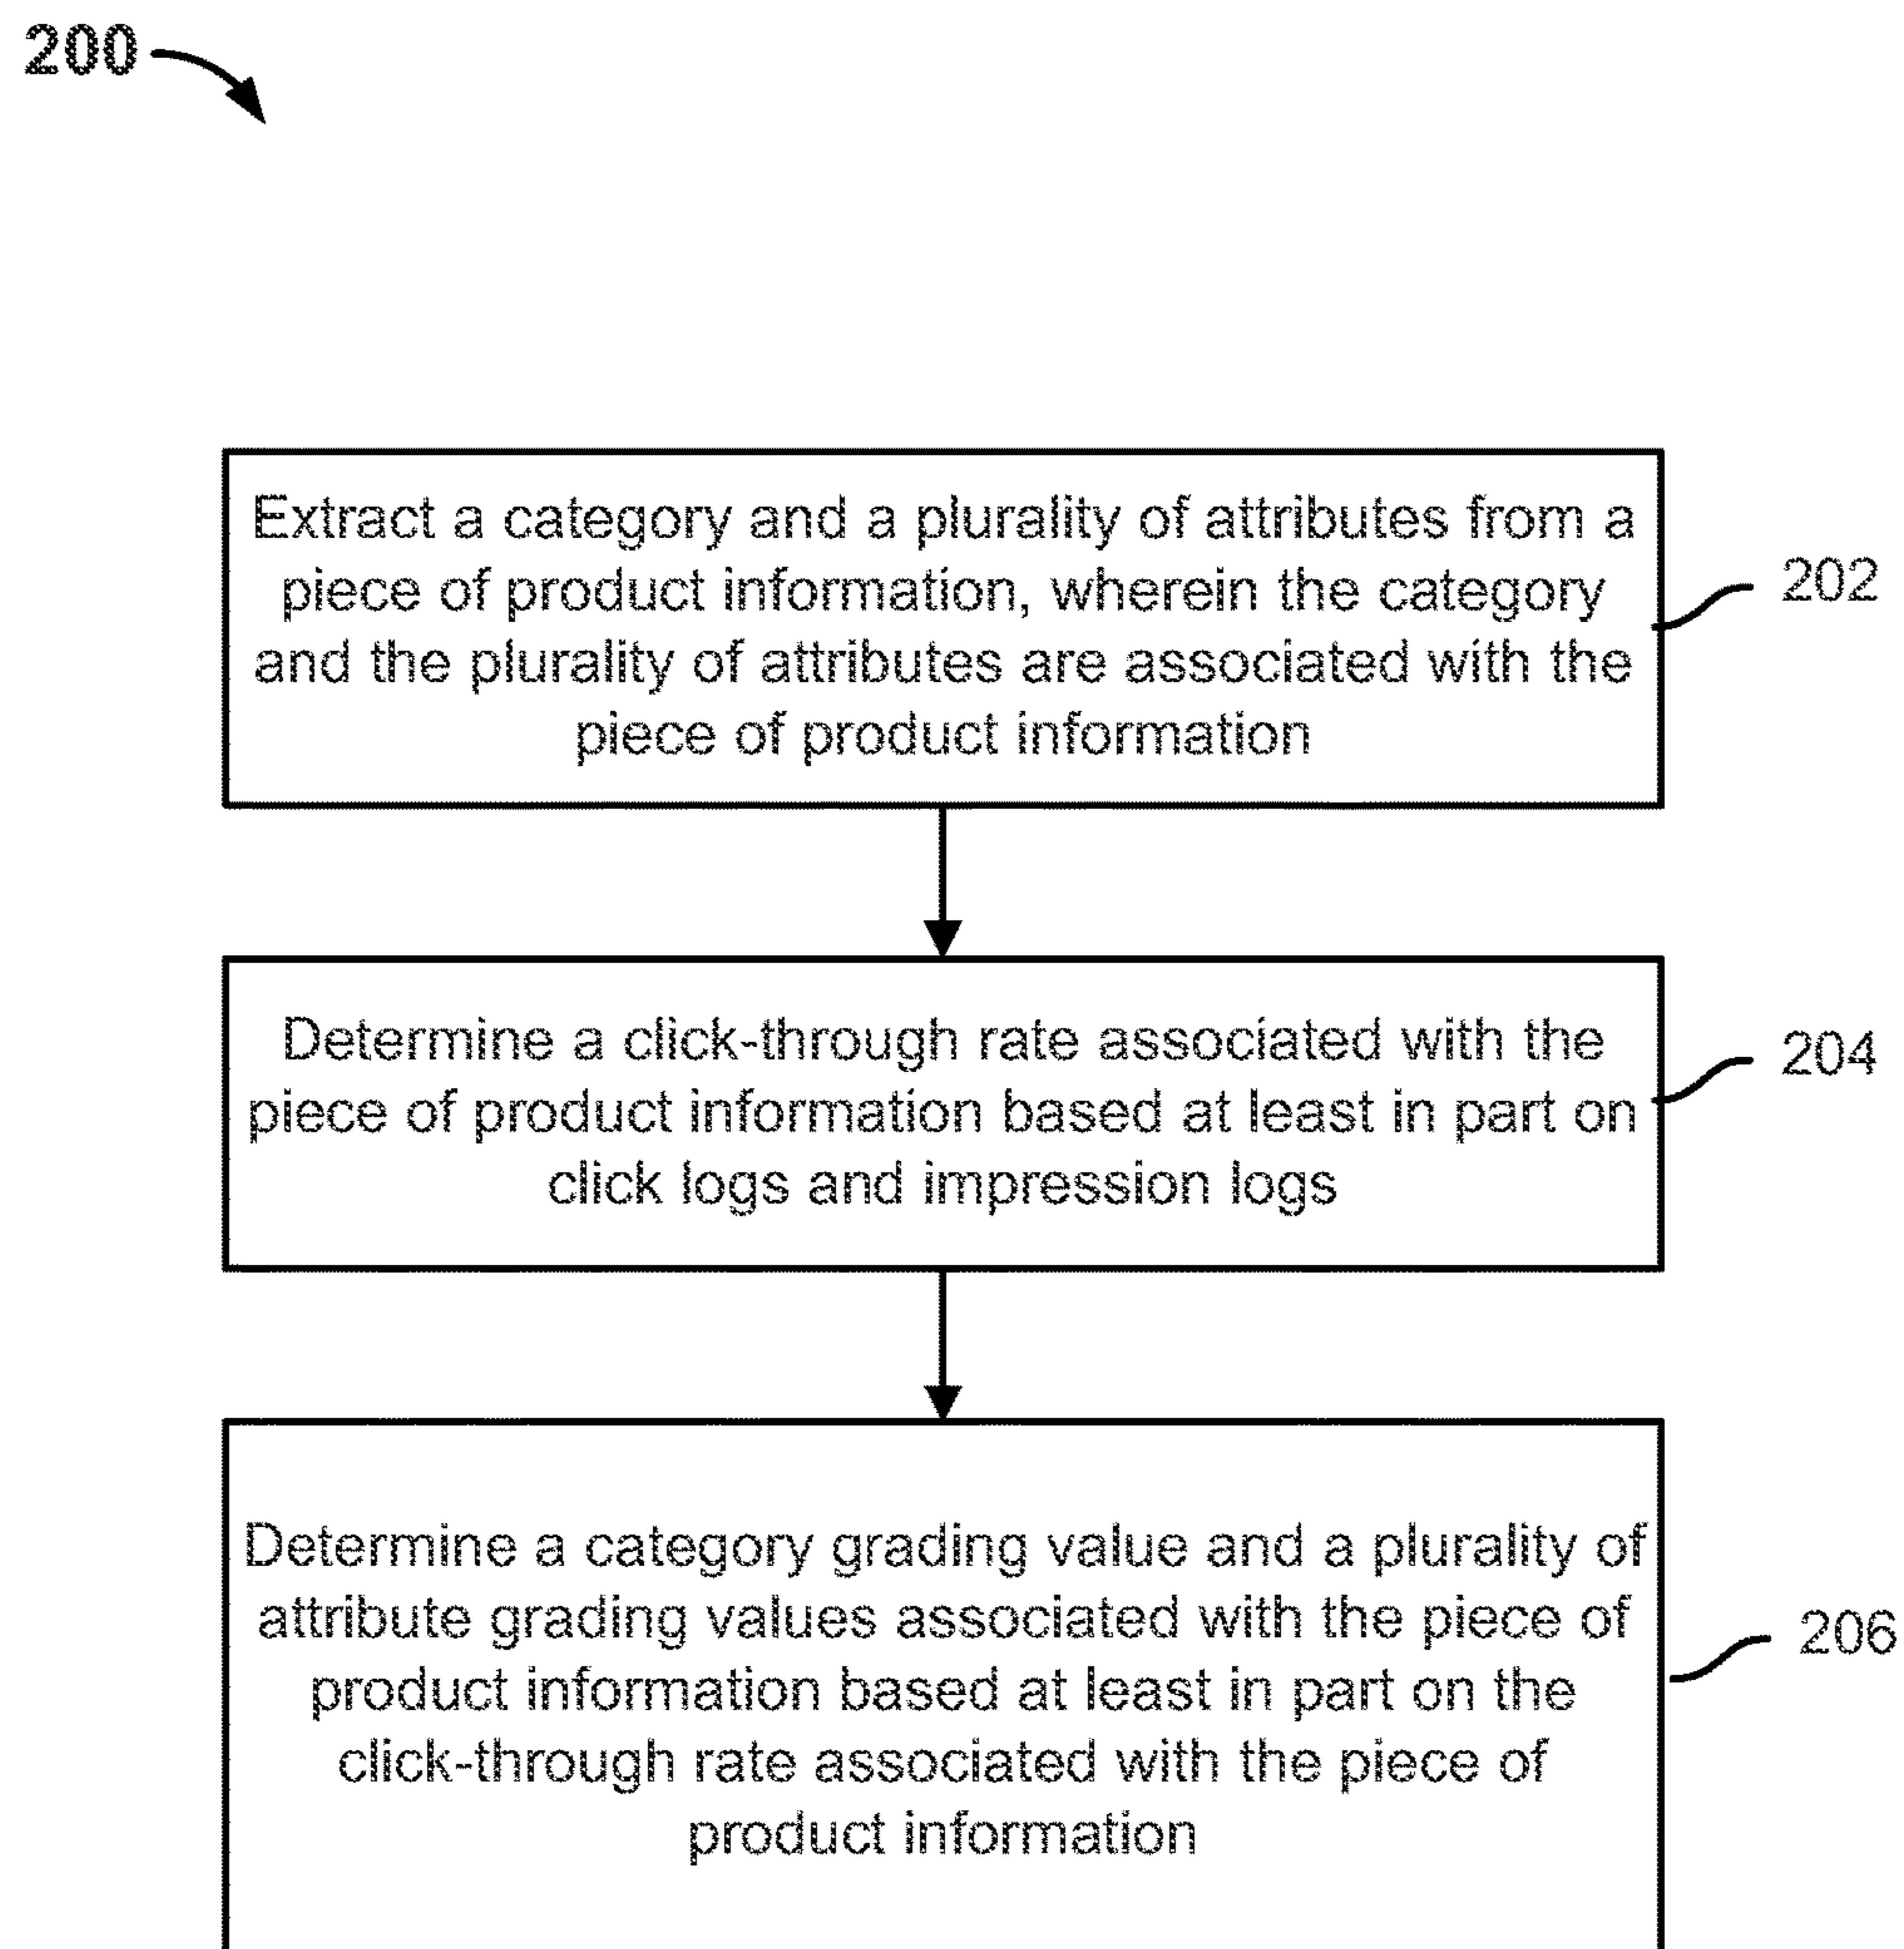 200
Extract a category and a plurality of attributes from a
piece of product information, wherein the category
and the plurality of attributes are associated with the
piece of product information
202
Determine a click-through rate associated with the
piece of product information based at least in part on
click logs and impression logs
204
Determine a category grading value and a plurality of
attribute grading values associated with the piece of
product information based at least in part on the
click-through rate associated with the piece of
product information
206